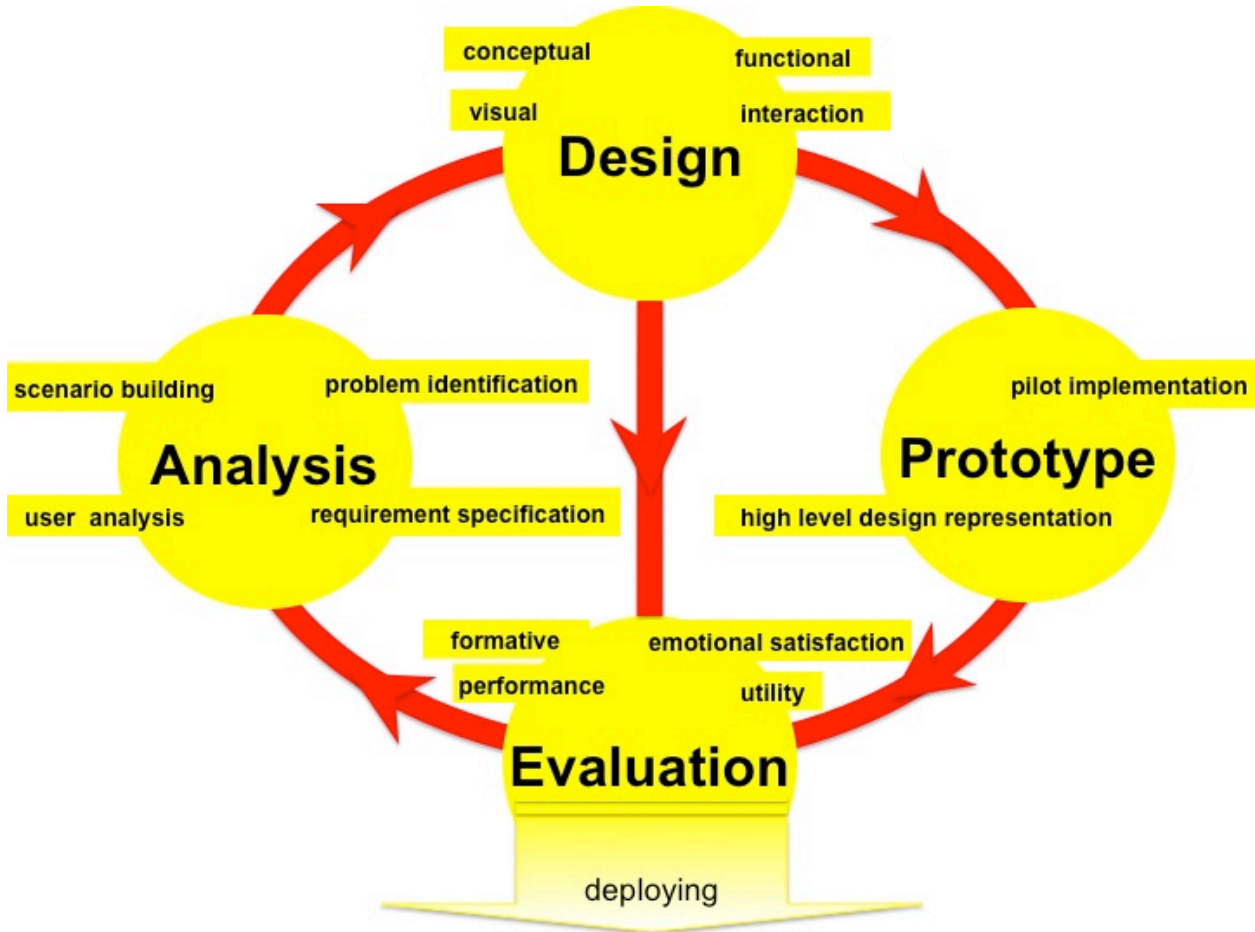 conceptual
functional
visual
interaction
Design
scenario building
problem identification
Analysis
user analysis
requirement specification
pilot implementation
Prototype
high level design representation
formative
emotional satisfaction
performance
utility
Evaluation
deploying